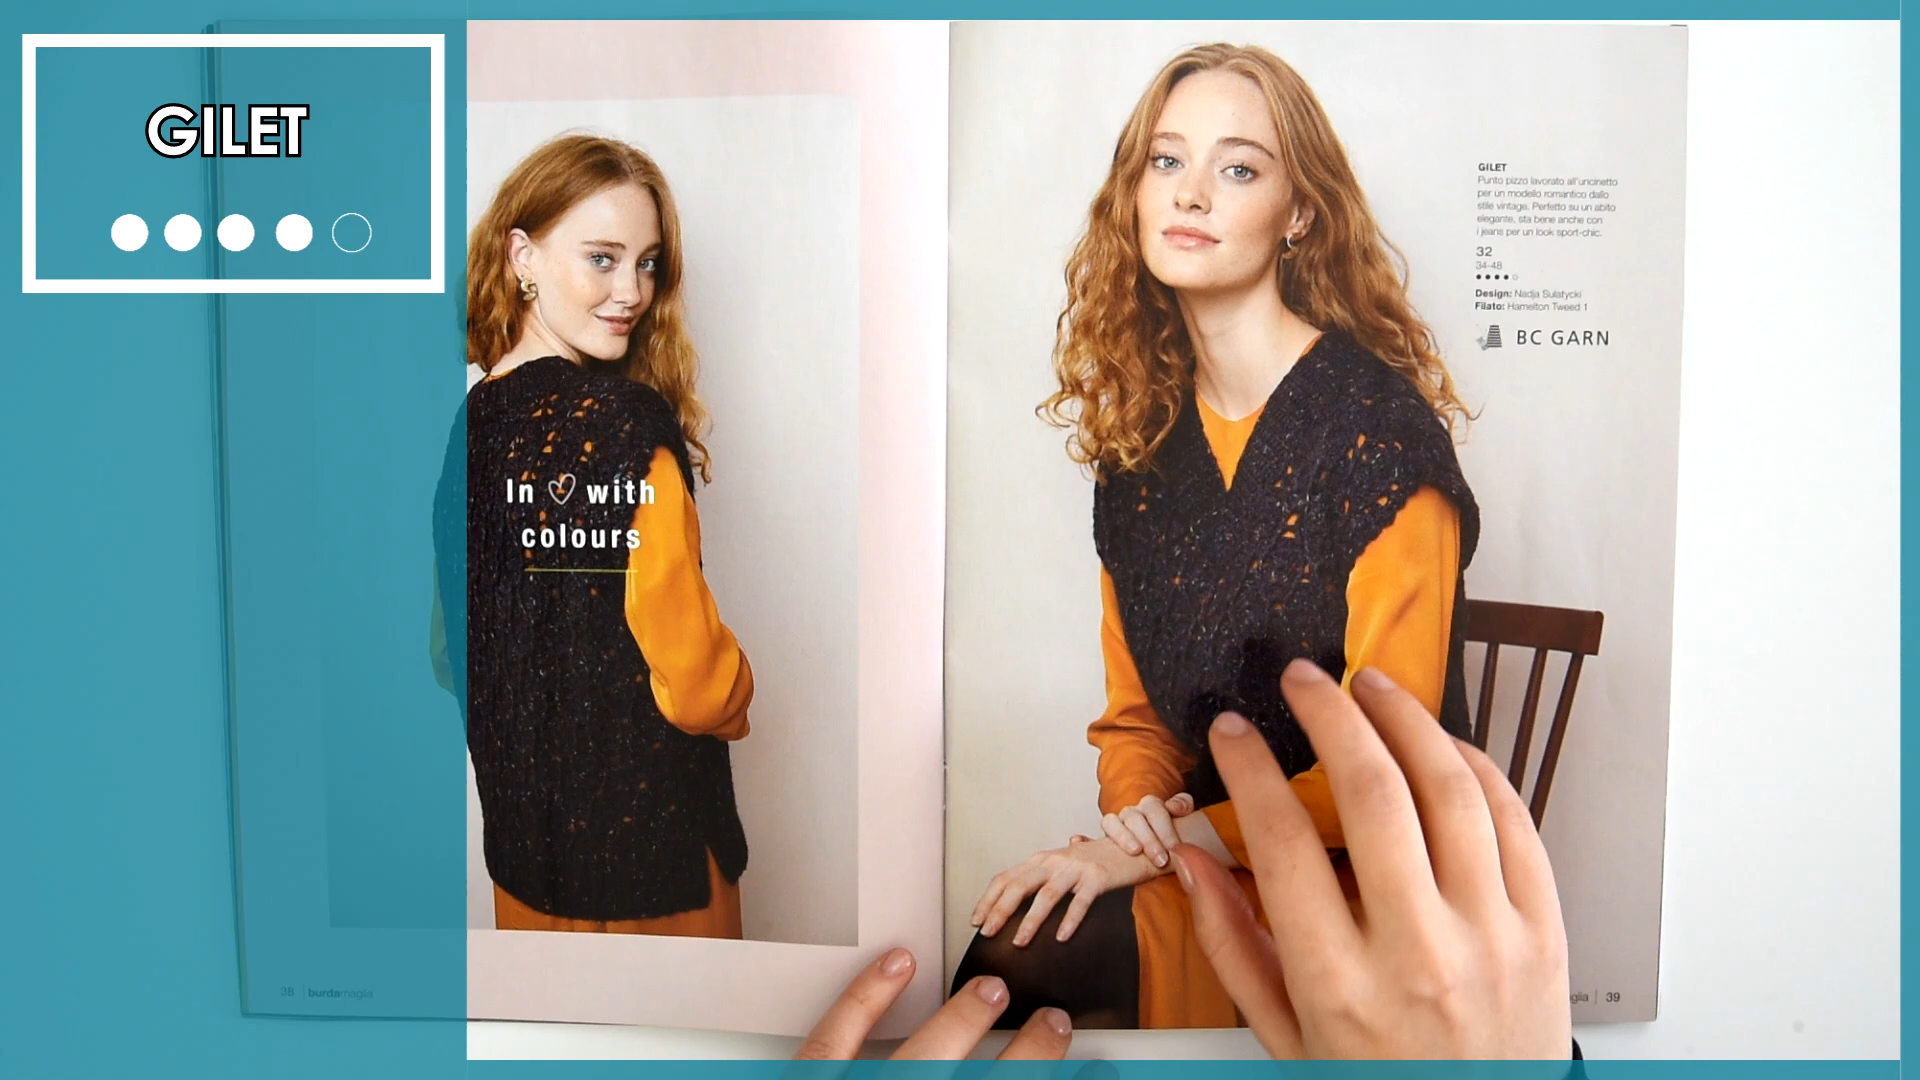 GILET
In with
colours
GILET
Punto pizzo lavorato all'uncinetto
per un modello romantico dallo
stile vintage. Perfetto su un abito
elegante, sta bene anche con
i jeans per un look sport-chic.
32
34-48
Design: Nadja Sulatycki
Filato: Hamelton Tweed 1
BC GARN
38 | burdamaglia
glia | 39